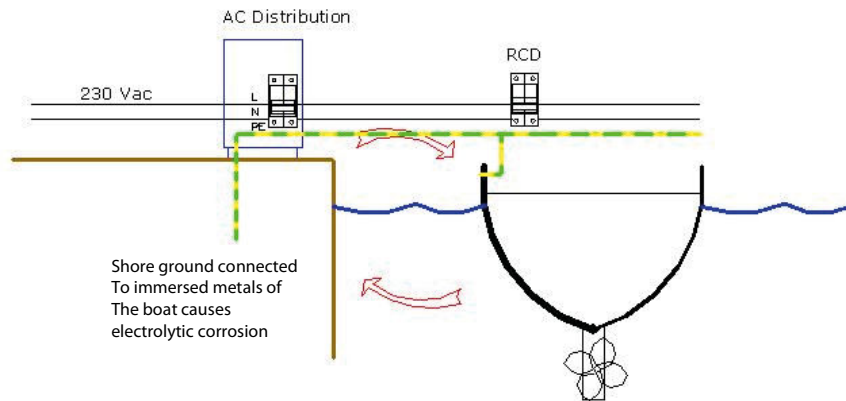 AC Distribution
RCD
230 Vac
L
N
PE
Shore ground connected
To immersed metals of
The boat causes
electrolytic corrosion